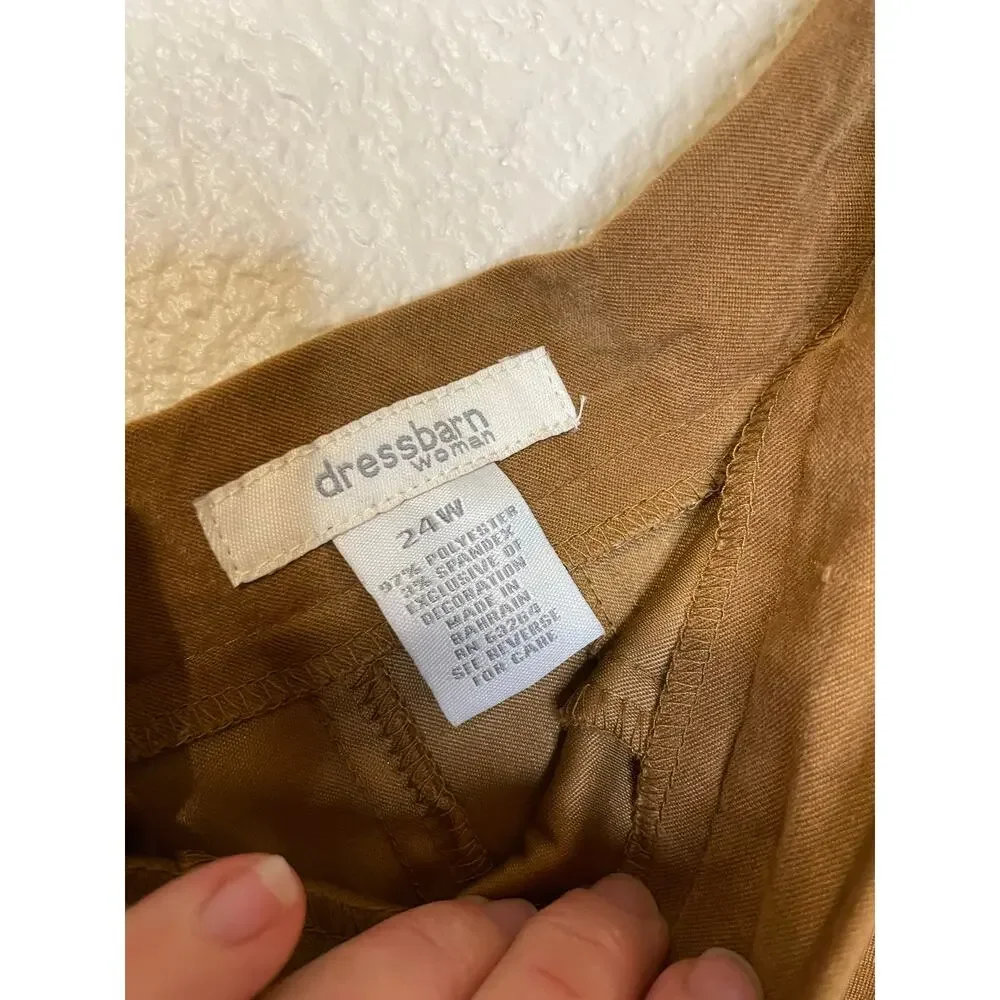 dressbarn
woman
24W
97% POLYESTER
3% SPANDEX
EXCLUSIVE OF
DECORATION
MADE IN
BAHRAIN
RN 63264
SEE REVERSE
FOR CARE